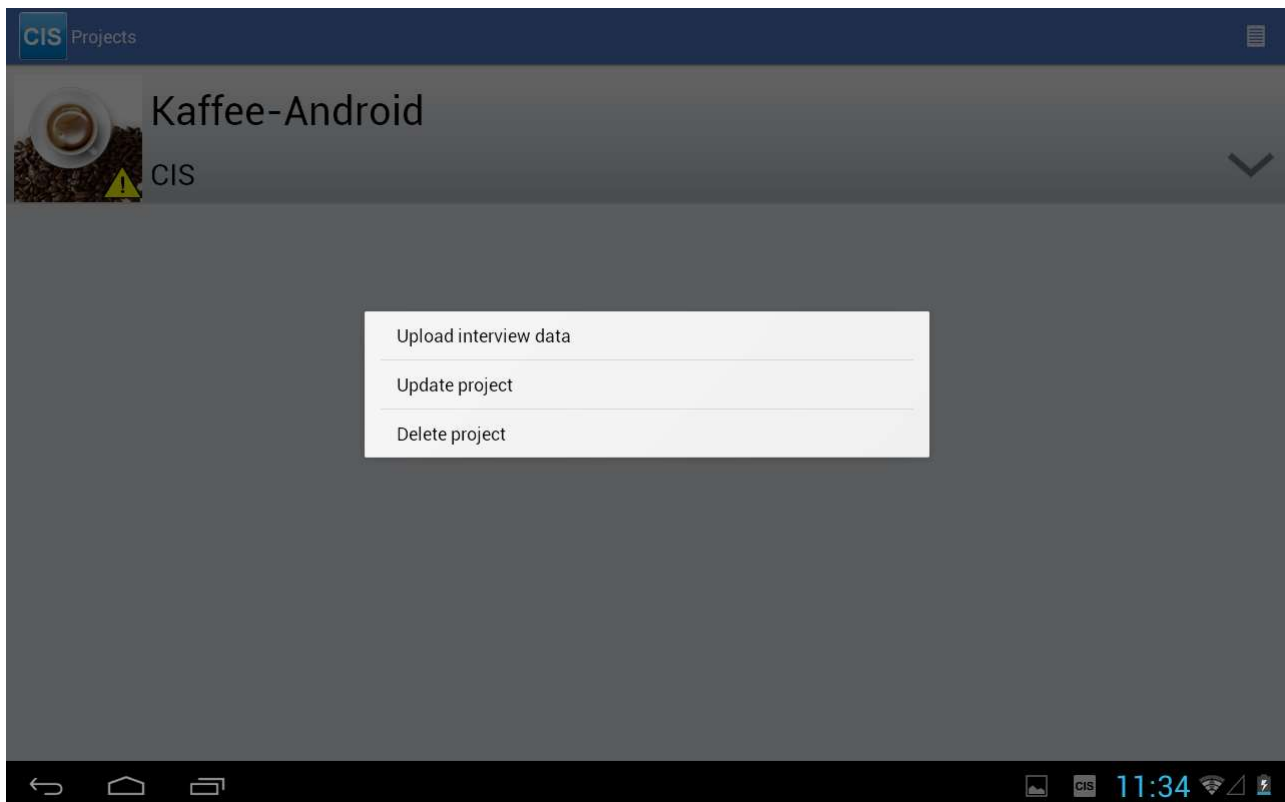 CIS Projects
Kaffee-Android
CIS
Upload interview data
Update project
Delete project
CIS 11:34